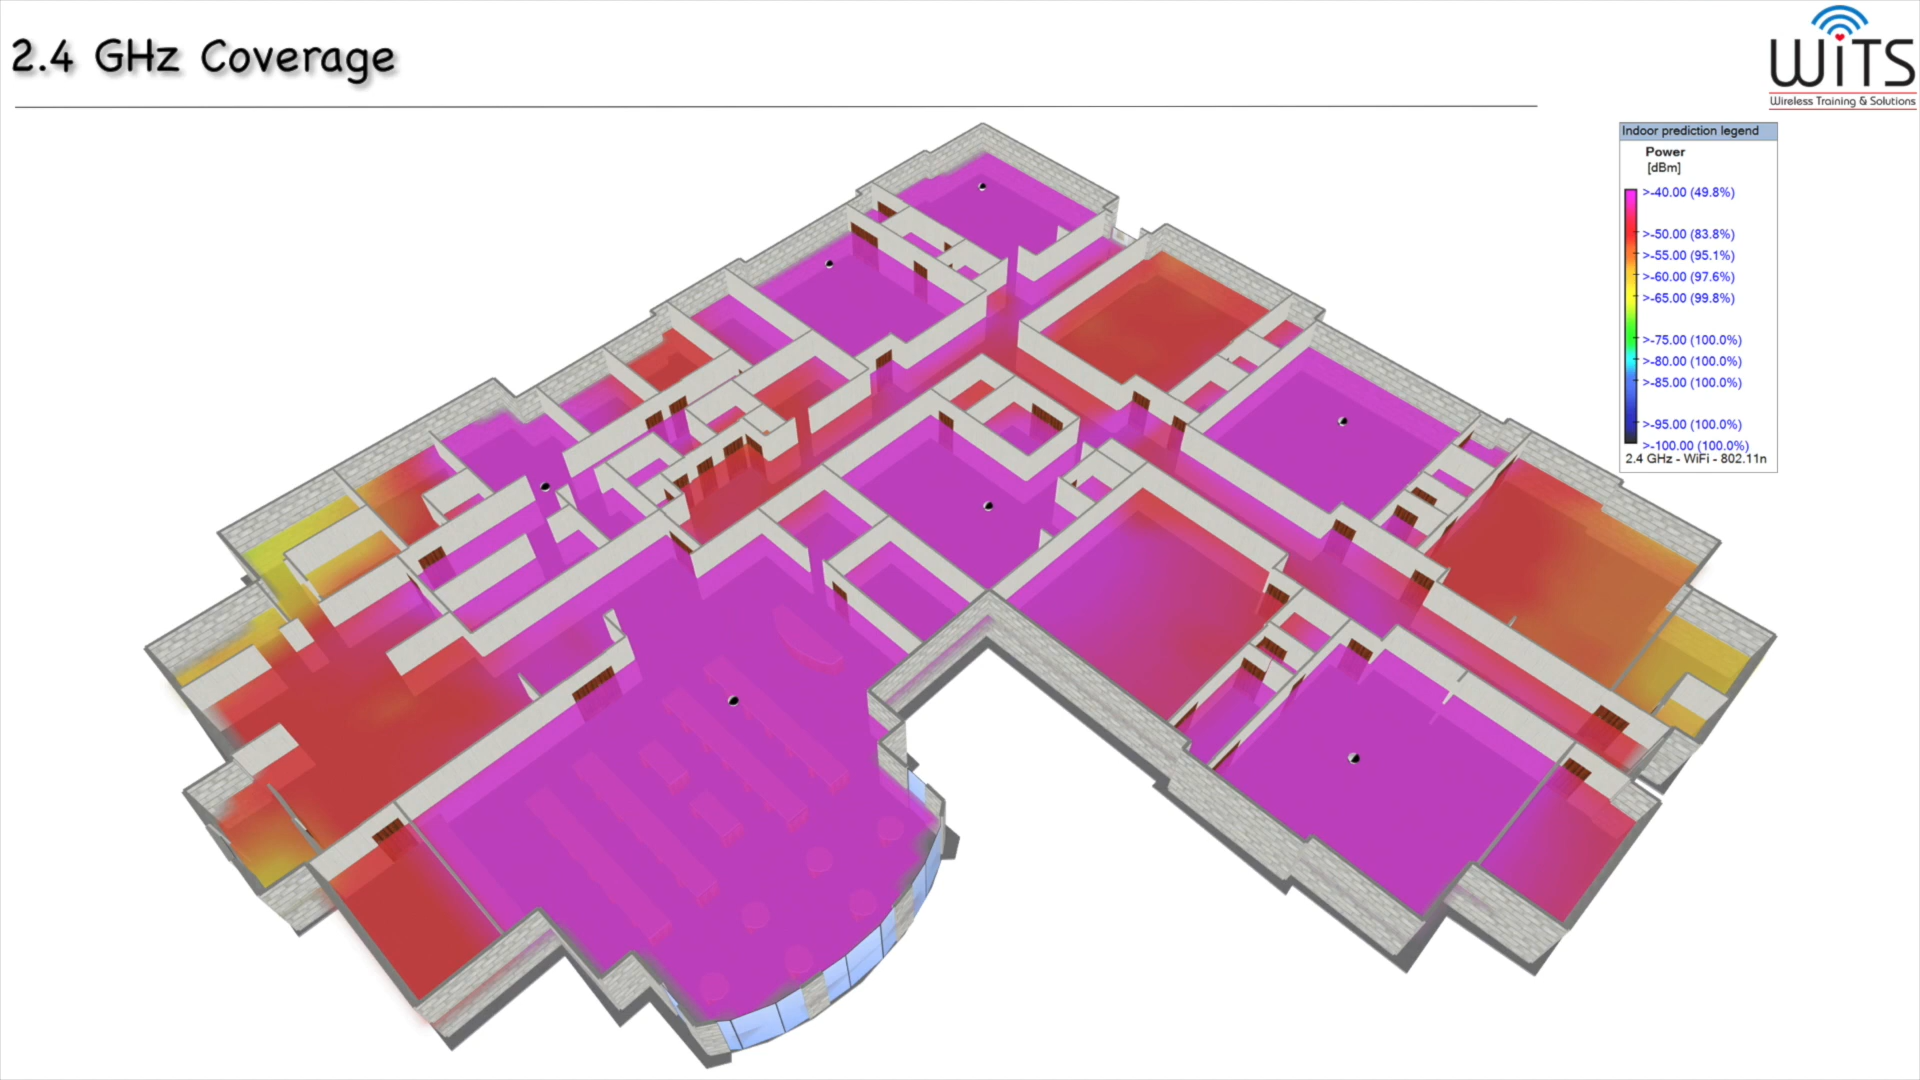 2.4 GHz Coverage
WiTS
Wireless Training & Solutions
Indoor prediction legend
Power
[dBm]
>-40.00 (49.8%)
>-50.00 (83.8%)
>-55.00 (95.1%)
>-60.00 (97.6%)
>-65.00 (99.8%)
>-75.00 (100.0%)
>-80.00 (100.0%)
>-85.00 (100.0%)
>-95.00 (100.0%)
>-100.00 (100.0%)
2.4 GHz - WiFi - 802.11n